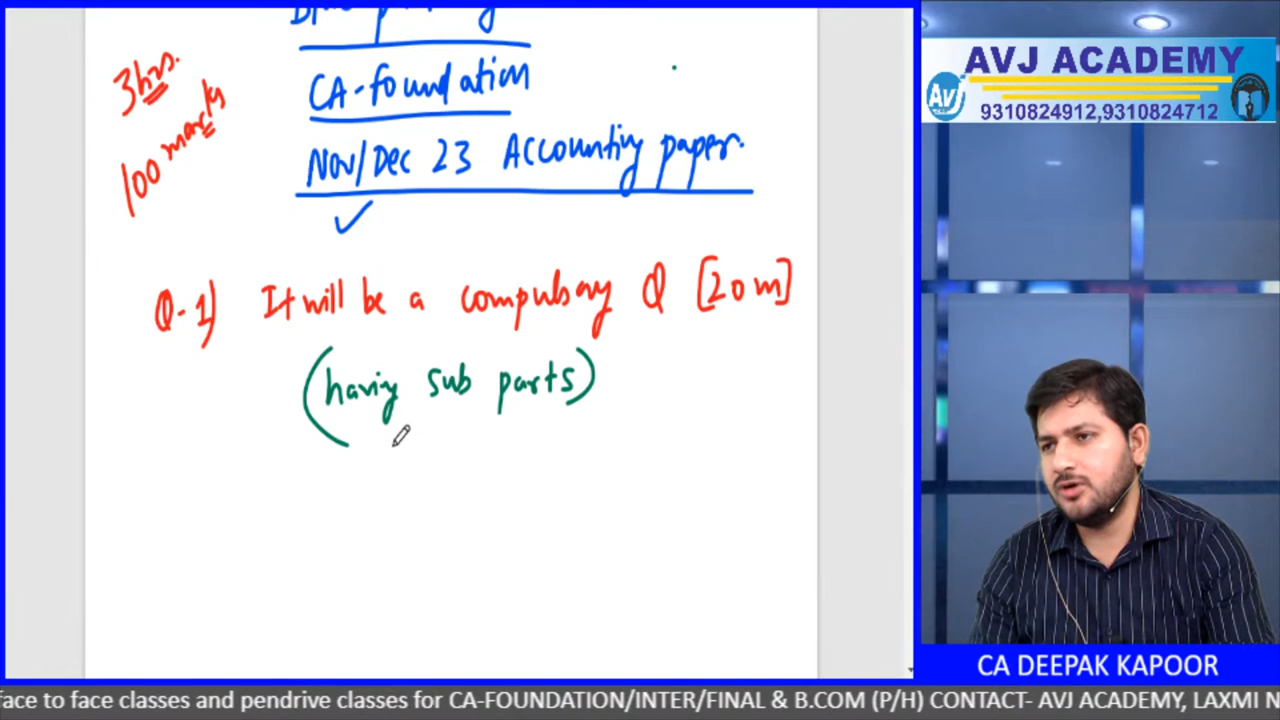 3hrs.
100 marks
CA-foundation
Nov/Dec 23 Accounting paper.
Q-1) It will be a compulsory Q [20m]
(having sub parts)
AVJ ACADEMY
AVJ
9310824912,9310824712
CA DEEPAK KAPOOR
face to face classes and pendrive classes for CA-FOUNDATION/INTER/FINAL & B.COM (P/H) CONTACT- AVJ ACADEMY, LAXMI N